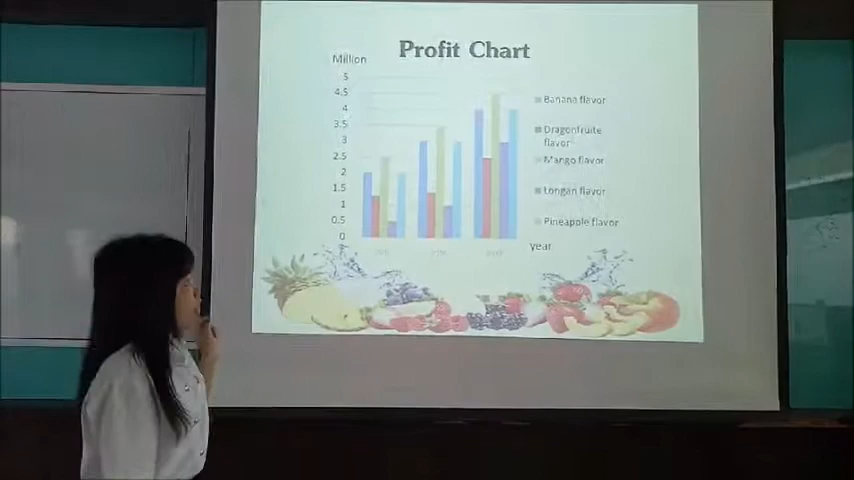 Profit Chart
Million
5
4.5
4
3.5
3
2.5
2
1.5
1
0.5
0
year
Banana flavor
Dragonfruite
flavor
Mango flavor
Longan flavor
Pineapple flavor